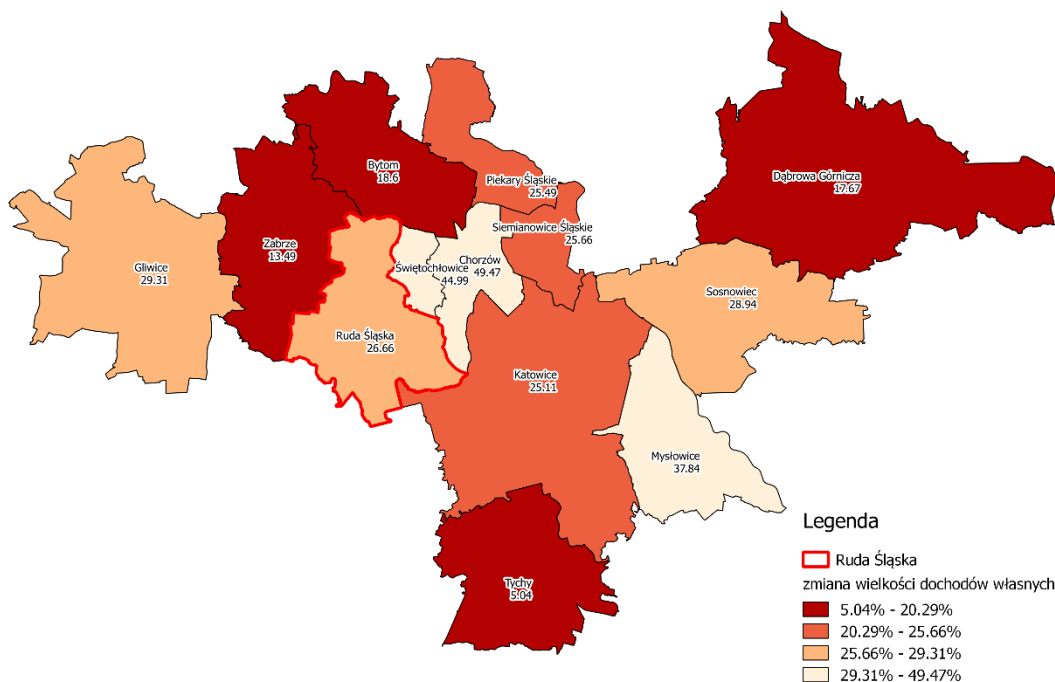 Bytom
18.6
Piekary Śląskie
25.49
Dąbrowa Górnicza
17.67
Siemianowice Śląskie
25.66
Zabrze
13.49
Gliwice
29.31
Chorzów
49.47
Świętochłowice
44.99
Sosnowiec
28.94
Ruda Śląska
26.66
Katowice
25.11
Mysłowice
37.84
Tychy
5.04
Legenda
Ruda Śląska
zmiana wielkości dochodów własnych
5.04% - 20.29%
20.29% - 25.66%
25.66% - 29.31%
29.31% - 49.47%